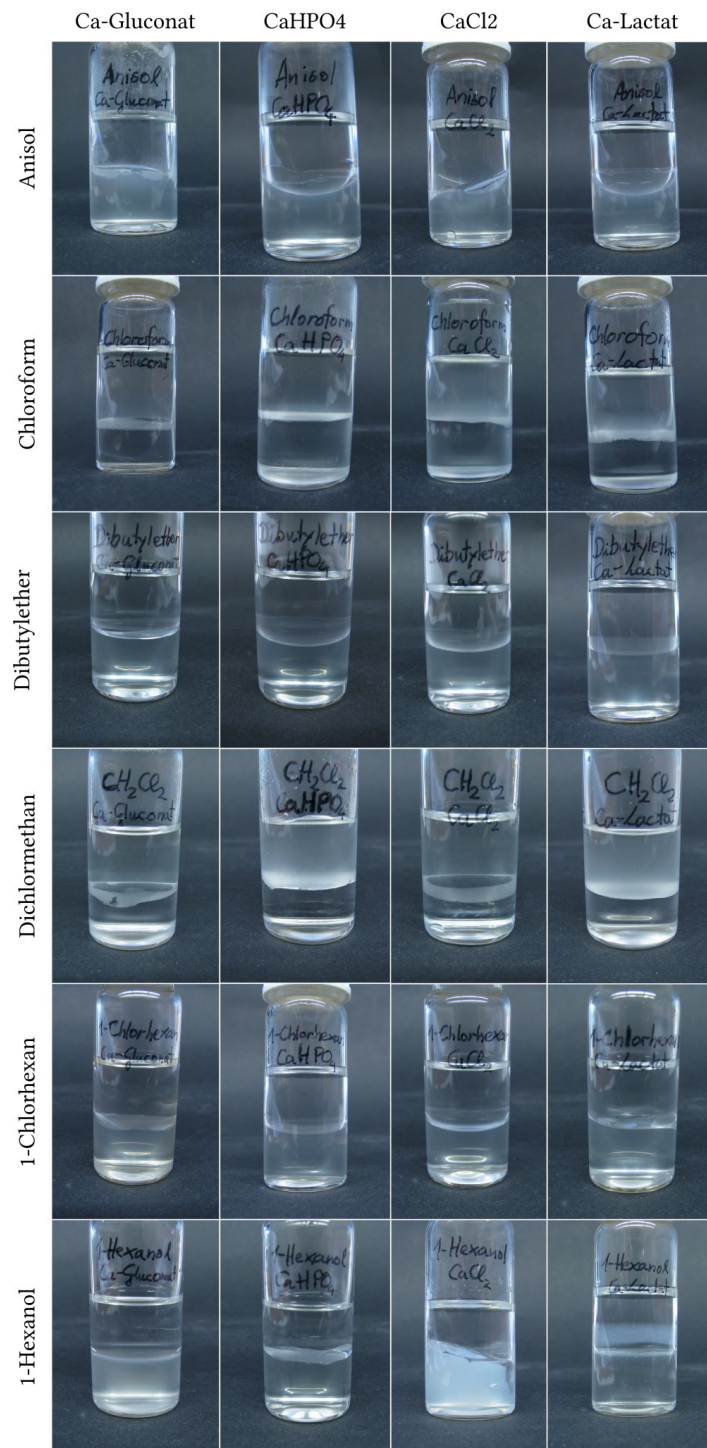 Ca-Gluconat CaHPO4 CaCl2 Ca-Lactat
Anisol
Anisol
Ca-Gluconat
Anisol
CaHPO₄
Anisol
CaCl₂
Anisol
Ca-Lactat
Chloroform
Chloroform
Ca-Gluconat
Chloroform
CaHPO₄
Chloroform
CaCl₂
Chloroform
Ca-Lactat
Dibutylether
Dibutylether
Ca-Gluconat
Dibutylether
CaHPO₄
Dibutylether
CaCl₂
Dibutylether
Ca-Lactat
Dichlormethan
CH₂Cl₂
Ca-Gluconat
CH₂Cl₂
CaHPO₄
CH₂Cl₂
CaCl₂
CH₂Cl₂
Ca-Lactat
1-Chlorhexan
1-Chlorhexan
Ca-Gluconat
1-Chlorhexan
CaHPO₄
1-Chlorhexan
CaCl₂
1-Chlorhexan
Ca-Lactat
1-Hexanol
1-Hexanol
Ca-Gluconat
1-Hexanol
CaHPO₄
1-Hexanol
CaCl₂
1-Hexanol
Ca-Lactat